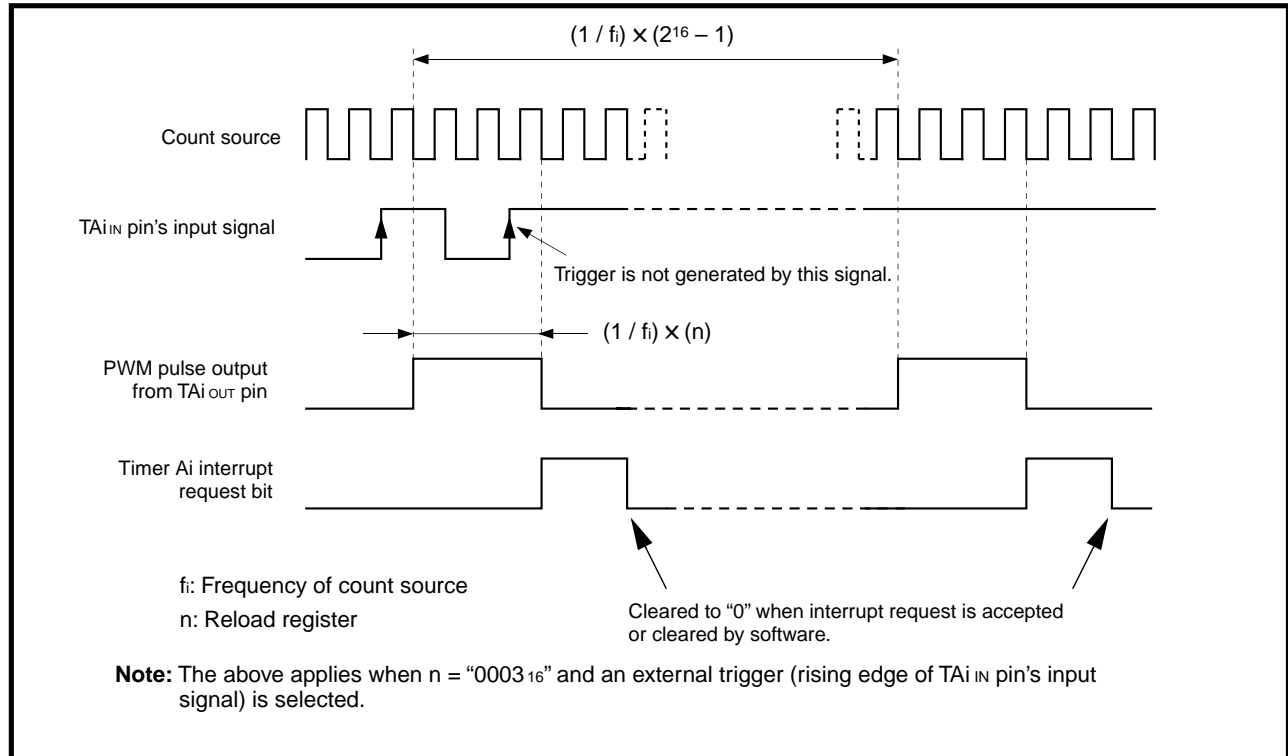 (1 / fi) × (2¹⁶ – 1)
Count source
TAiIN pin's input signal
Trigger is not generated by this signal.
(1 / fi) × (n)
PWM pulse output
from TAiOUT pin
Timer Ai interrupt
request bit
fi: Frequency of count source
n: Reload register
Cleared to “0” when interrupt request is accepted
or cleared by software.
Note: The above applies when n = “000316” and an external trigger (rising edge of TAiIN pin's input
signal) is selected.